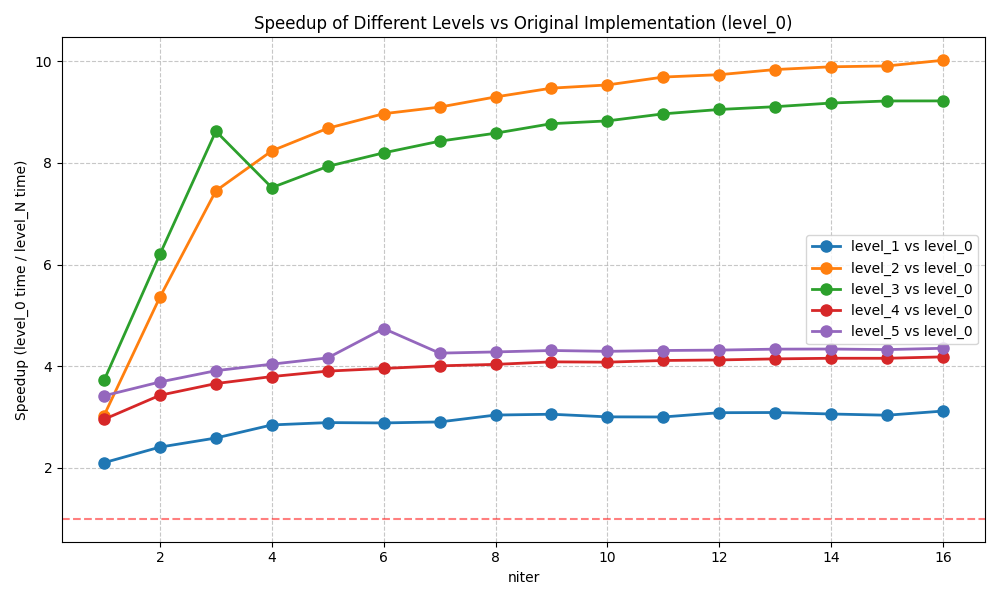 Speedup of Different Levels vs Original Implementation (level_0)
Speedup (level_0 time / level_N time)
10
8
6
4
2
level_1 vs level_0
level_2 vs level_0
level_3 vs level_0
level_4 vs level_0
level_5 vs level_0
2 4 6 8 10 12 14 16
niter